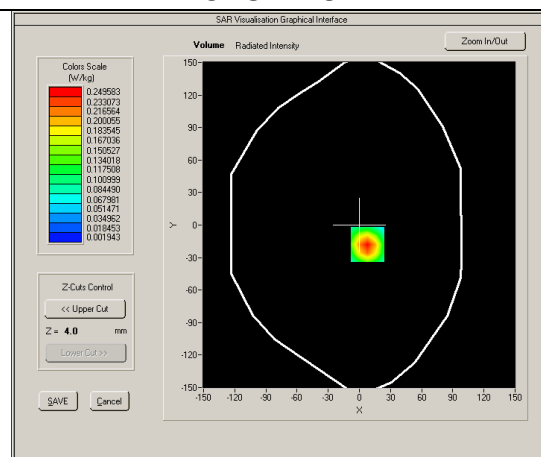 SAR Visualisation Graphical Interface
Volume Radiated Intensity
Zoom In/Out
Colors Scale
(W/kg)
0.249583
0.233073
0.216564
0.200055
0.183545
0.167036
0.150527
0.134018
0.117508
0.100999
0.084490
0.067981
0.051471
0.034962
0.018453
0.001943
Z-Cuts Control
<< Upper Cut
Z = 4.0 mm
Lower Cut >>
SAVE Cancel
150
120
90
60
30
0
-30
-60
-90
-120
-150
Y
-150 -120 -90 -60 -30 0 30 60 90 120 150
X